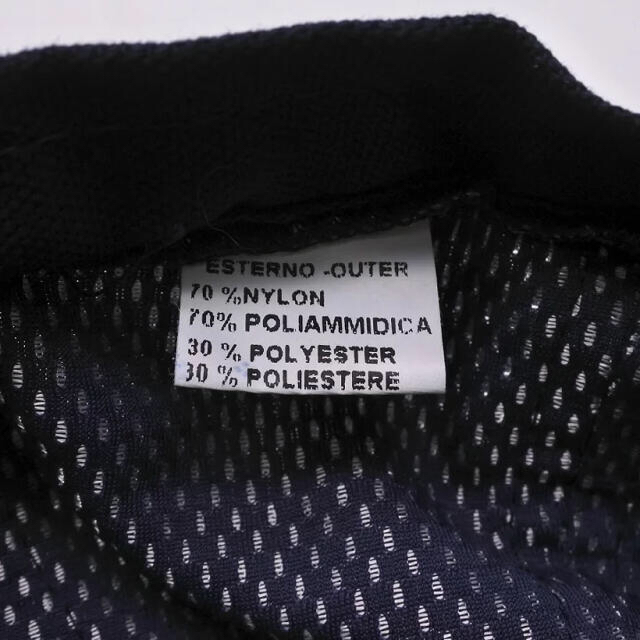 ESTERNO -OUTER
70 %NYLON
70% POLIAMMIDICA
30 % POLYESTER
30 % POLIESTERE